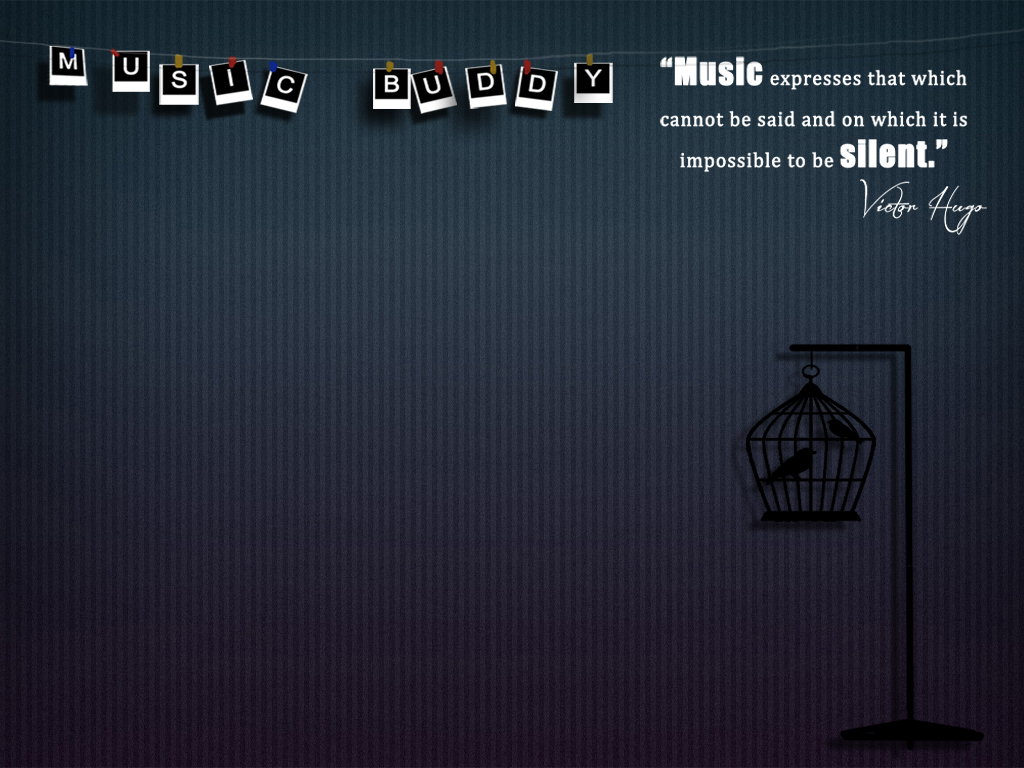 MUSIC BUDDY
“Music expresses that which
cannot be said and on which it is
impossible to be silent.”
Victor Hugo